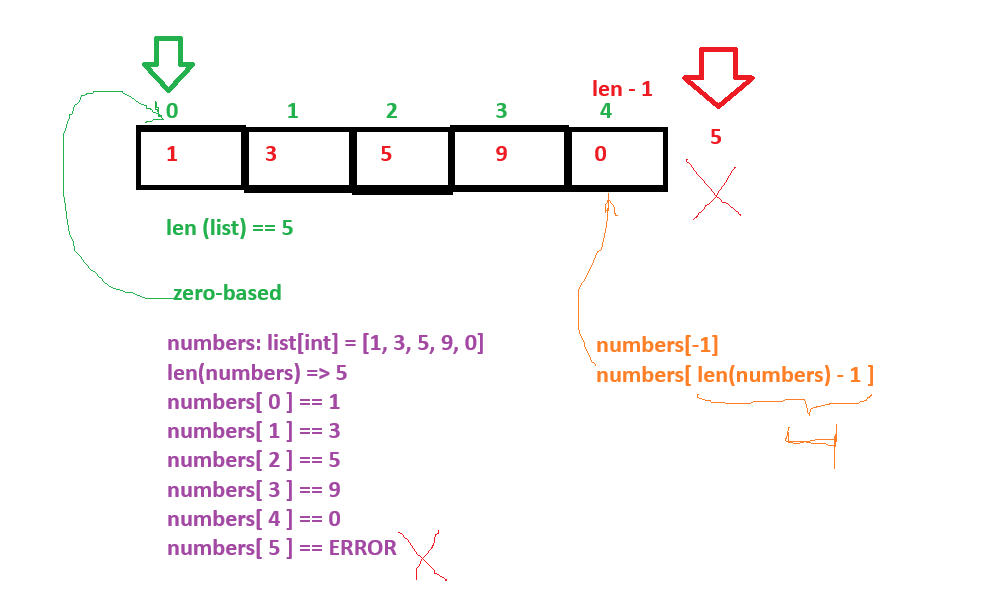 len - 1
0 1 2 3 4 5
1 3 5 9 0
len (list) == 5
zero-based
numbers: list[int] = [1, 3, 5, 9, 0]
len(numbers) => 5
numbers[ 0 ] == 1
numbers[ 1 ] == 3
numbers[ 2 ] == 5
numbers[ 3 ] == 9
numbers[ 4 ] == 0
numbers[ 5 ] == ERROR
numbers[-1]
numbers[ len(numbers) - 1 ]
4